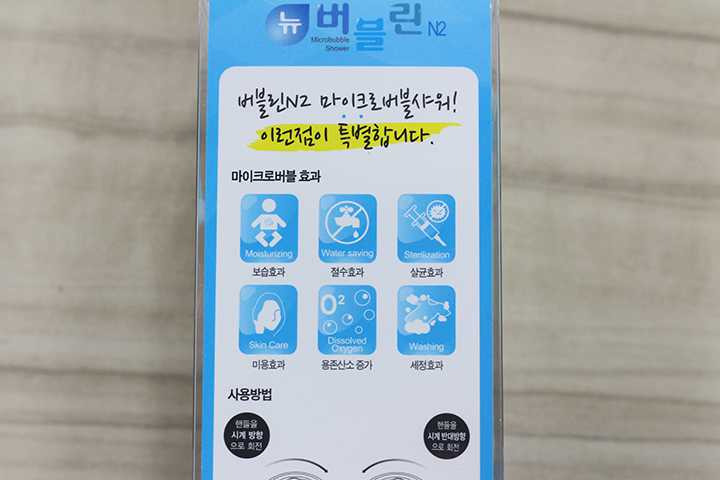 뉴 버블린 N2
Microbubble
Shower
버블린N2 마이크로버블샤워!
이런점이 특별합니다.
마이크로버블 효과
Moisturizing
Water saving
Sterilization
보습효과
절수효과
살균효과
O2
Skin Care
Dissolved
Oxygen
Washing
미용효과
용존산소 증가
세정효과
사용방법
핸들을
시계 방향
으로 회전
핸들을
시계 반대방향
으로 회전